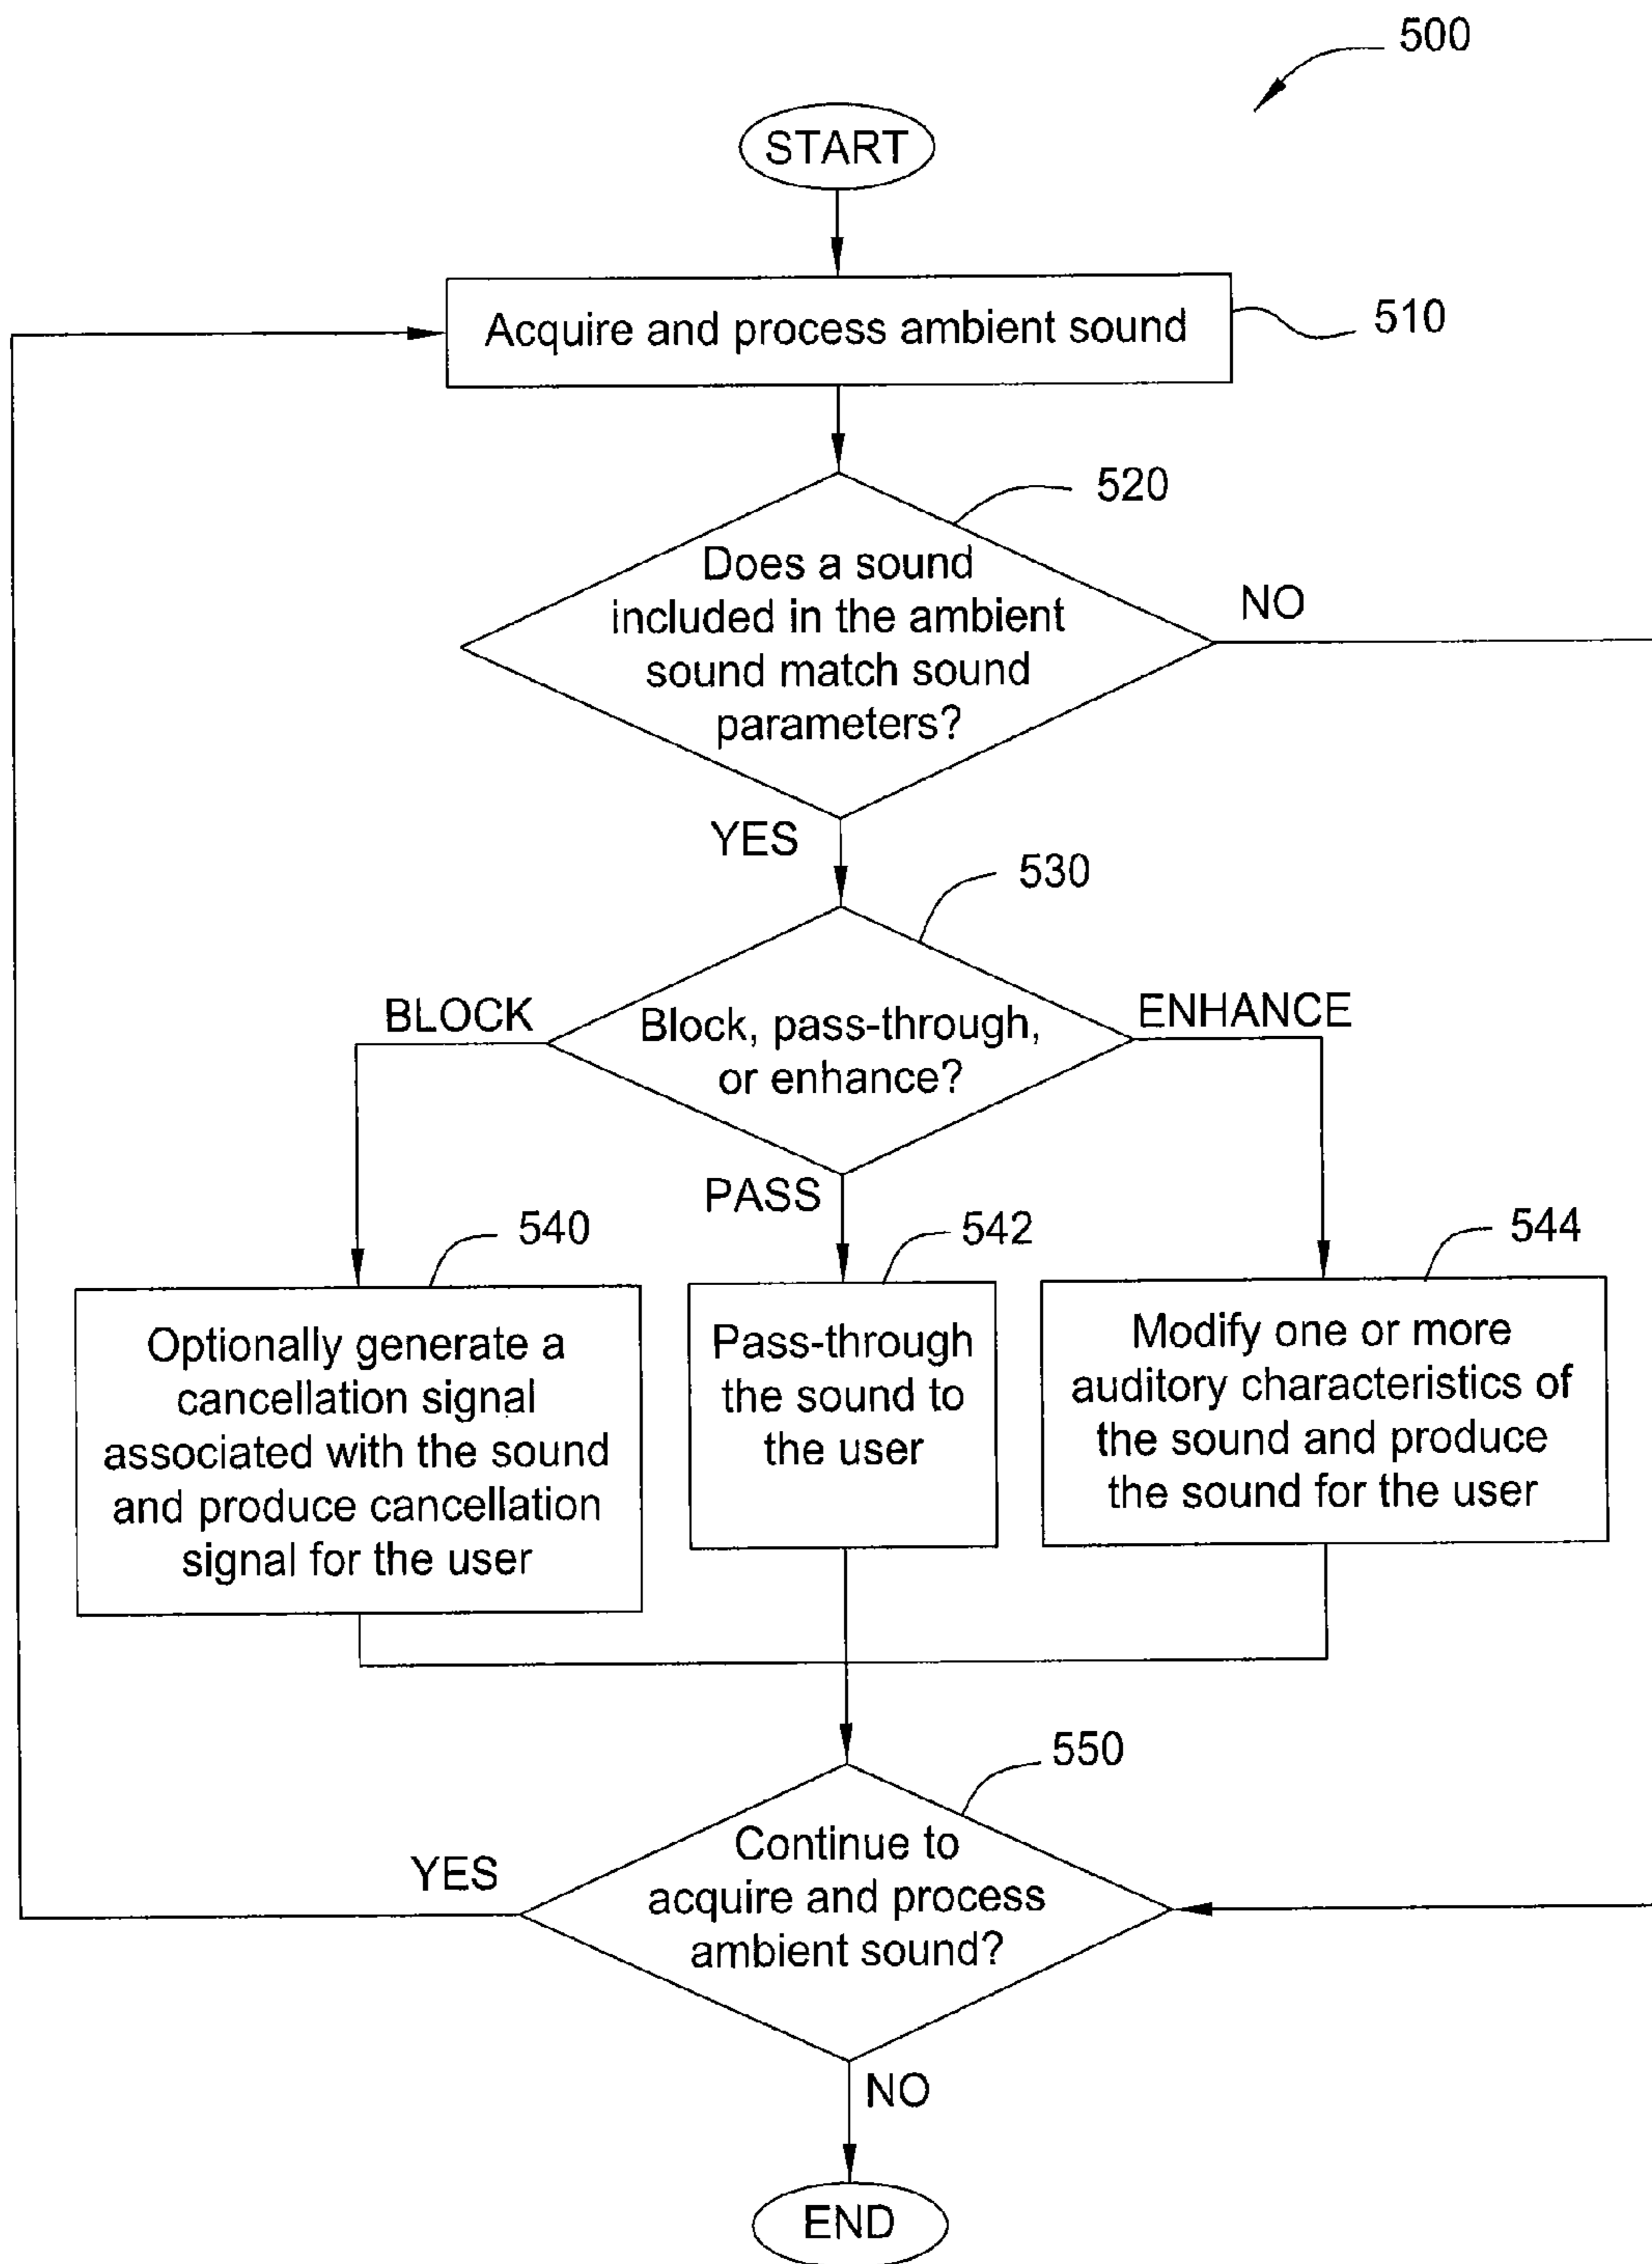 500
START
Acquire and process ambient sound
510
520
Does a sound
included in the ambient
sound match sound
parameters?
NO
YES
530
BLOCK
Block, pass-through,
or enhance?
ENHANCE
PASS
540
542
544
Optionally generate a
cancellation signal
associated with the sound
and produce cancellation
signal for the user
Pass-through
the sound to
the user
Modify one or more
auditory characteristics of
the sound and produce
the sound for the user
550
Continue to
acquire and process
ambient sound?
YES
NO
END